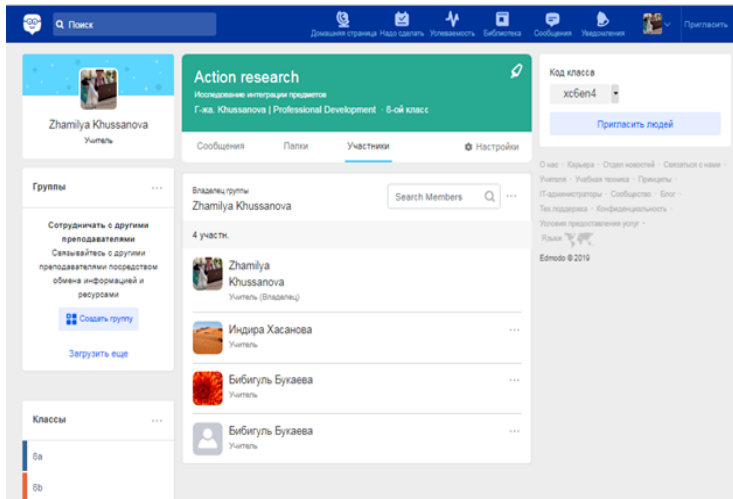 Поиск
Домашняя страница Надо сделать Успеваемость Библиотека Сообщения Уведомления
Пригласить
Zhamilya Khussanova
Учитель
Группы
Сотрудничать с другими
преподавателями
Связывайтесь с другими
преподавателями посредством
обмена информацией и
ресурсами
Создать группу
Загрузить еще
Классы
8a
8b
Action research
Исследование интеграции предметов
Г-жа. Khussanova | Professional Development · 8-ой класс
Сообщения Папки Участники Настройки
Владелец группы
Zhamilya Khussanova
Search Members
4 участн.
Zhamilya
Khussanova
Учитель (Владелец)
Индира Хасанова
Учитель
Бибигуль Букаева
Учитель
Бибигуль Букаева
Учитель
Код класса
xc6en4
Пригласить людей
О нас · Карьера · Отдел новостей · Связаться с нами ·
Учителя · Учебная техника · Принципы ·
IT-администраторы · Сообщество · Блог ·
Тех.поддержка · Конфиденциальность ·
Условия предоставления услуг ·
Языки
Edmodo © 2019